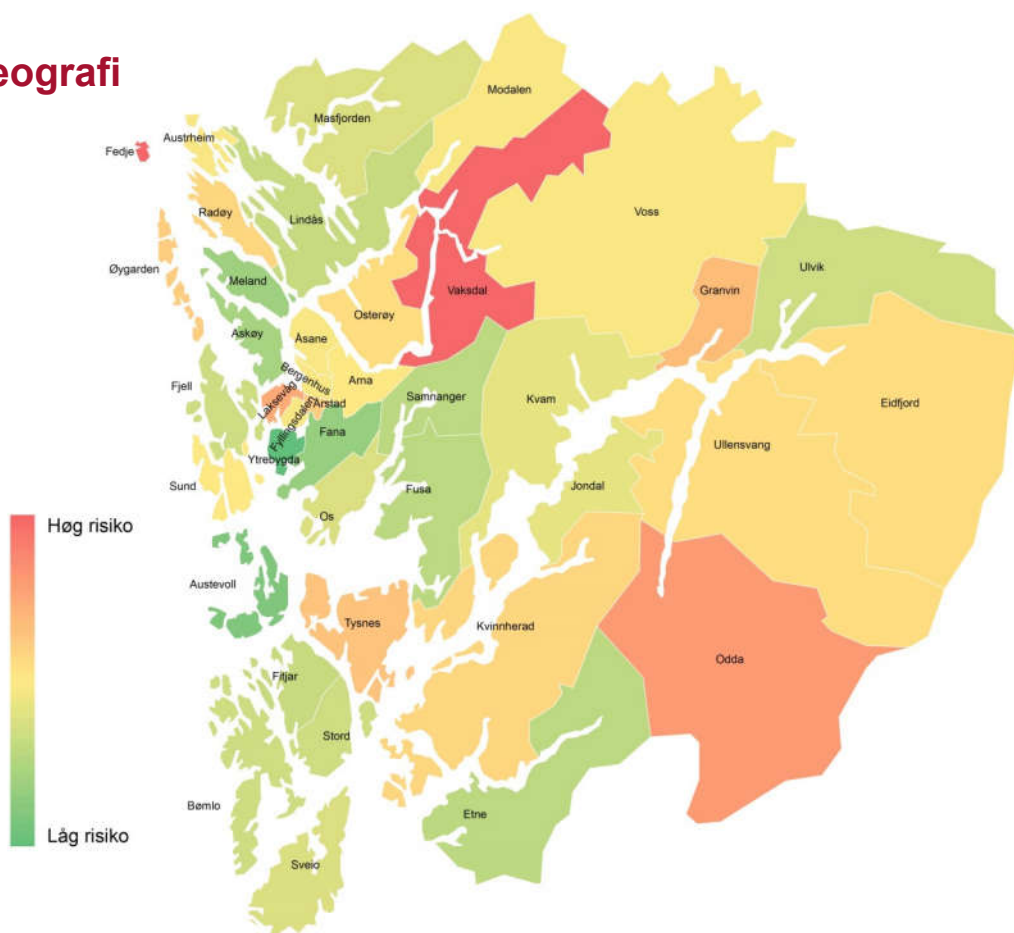 eografi
Modalen
Masfjorden
Austrheim
Fedje
Radøy
Lindås
Voss
Øygarden
Ulvik
Meland
Vaksdal
Granvin
Osterøy
Askøy
Åsane
Bergenhus
Arna
Fjell
Laksevåg
Årstad
Samnanger
Kvam
Eidfjord
Fyllingsdalen
Fana
Ullensvang
Ytrebygda
Sund
Fusa
Jondal
Os
Høg risiko
Austevoll
Tysnes
Kvinnherad
Odda
Fitjar
Stord
Bømlo
Etne
Låg risiko
Sveio